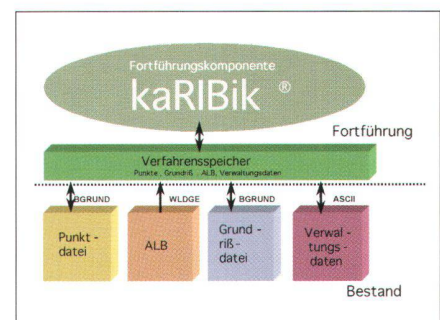 Fortführungskomponente
kaRIBik ®
Fortführung
Verfahrensspeicher
Punkte, Grundriß, ALB, Verwaltungsdaten
BGRUND WLDGE BGRUND ASCII
Punkt-
datei
ALB
Grund-
riß-
datei
Verwal-
tungs-
daten
Bestand